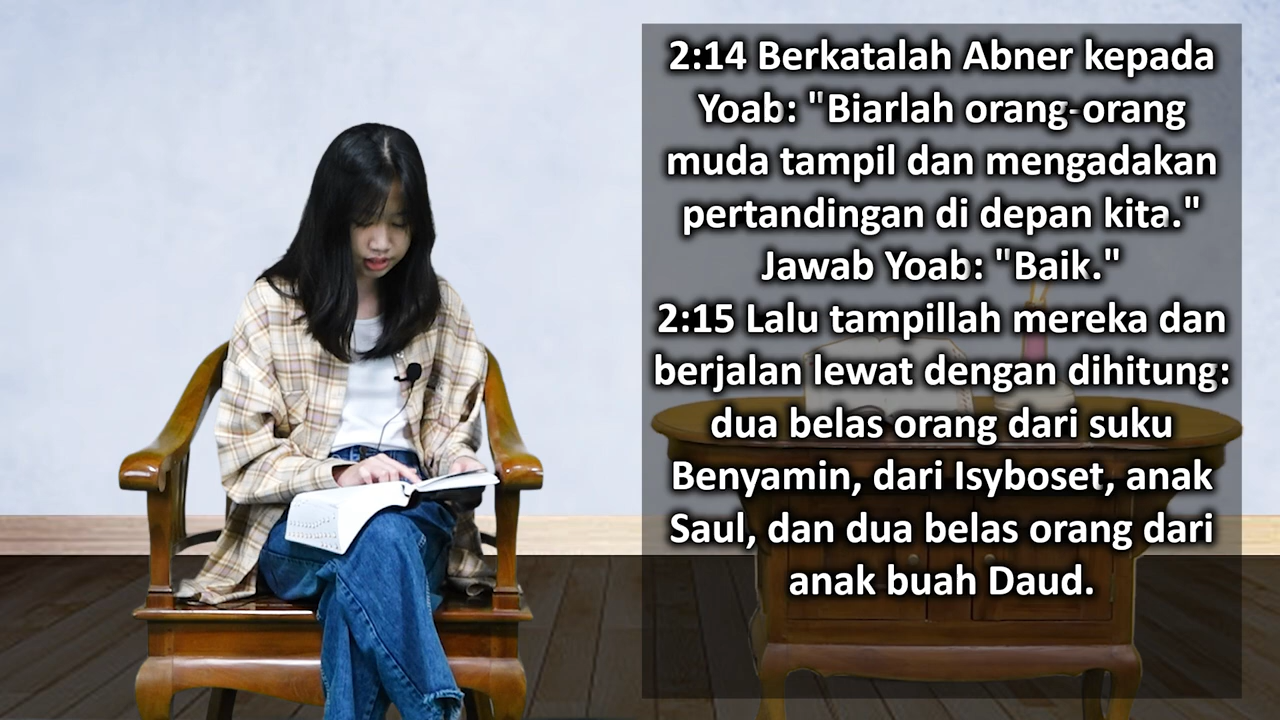 2:14 Berkatalah Abner kepada
Yoab: "Biarlah orang-orang
muda tampil dan mengadakan
pertandingan di depan kita."
Jawab Yoab: "Baik."
2:15 Lalu tampillah mereka dan
berjalan lewat dengan dihitung:
dua belas orang dari suku
Benyamin, dari Isyboset, anak
Saul, dan dua belas orang dari
anak buah Daud.